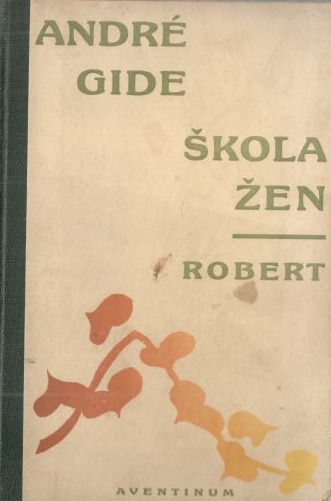 ANDRÉ
GIDE
ŠKOLA
ŽEN
ROBERT
AVENTINUM